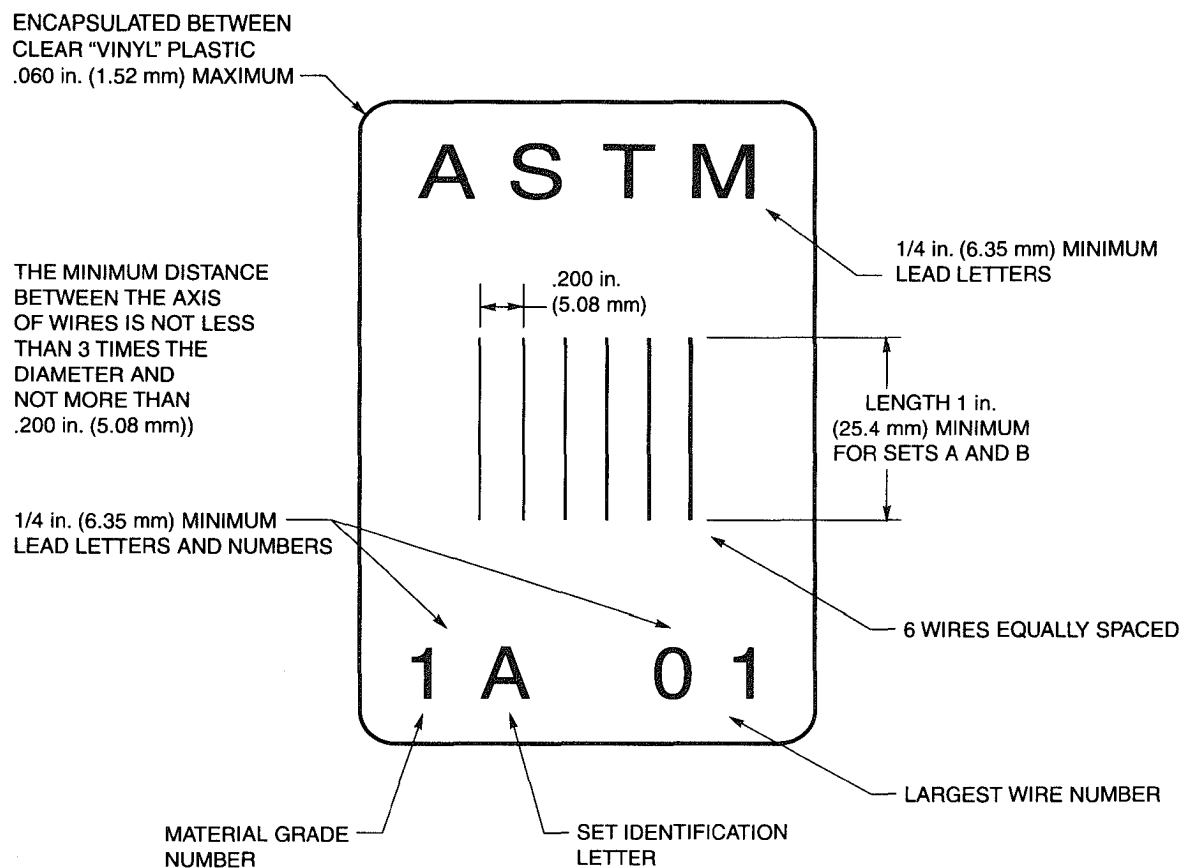 ENCAPSULATED BETWEEN
CLEAR “VINYL” PLASTIC
.060 in. (1.52 mm) MAXIMUM
A S T M
1/4 in. (6.35 mm) MINIMUM
LEAD LETTERS
THE MINIMUM DISTANCE
BETWEEN THE AXIS
OF WIRES IS NOT LESS
THAN 3 TIMES THE
DIAMETER AND
NOT MORE THAN
.200 in. (5.08 mm))
.200 in.
(5.08 mm)
LENGTH 1 in.
(25.4 mm) MINIMUM
FOR SETS A AND B
1/4 in. (6.35 mm) MINIMUM
LEAD LETTERS AND NUMBERS
6 WIRES EQUALLY SPACED
1 A 0 1
LARGEST WIRE NUMBER
MATERIAL GRADE
NUMBER
SET IDENTIFICATION
LETTER